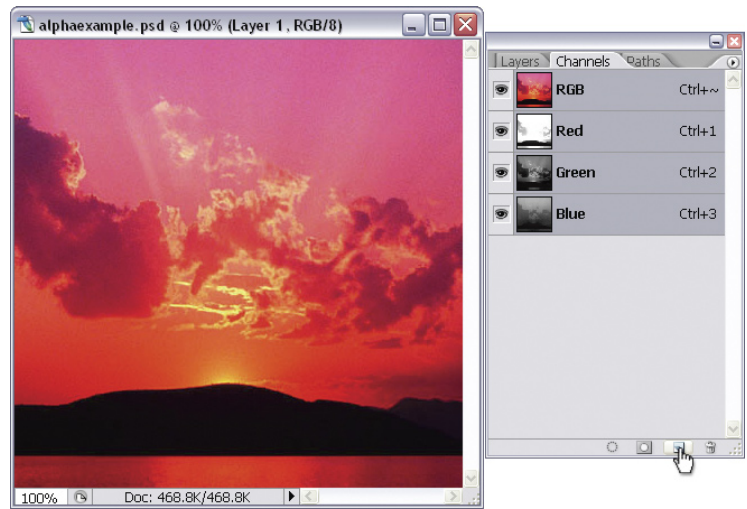 alphaexample.psd @ 100% (Layer 1, RGB/8)
Layers Channels Paths
RGB Ctrl+~
Red Ctrl+1
Green Ctrl+2
Blue Ctrl+3
100% Doc: 468.8K/468.8K